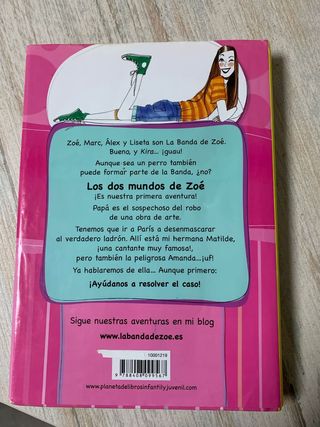 Zoé, Marc, Álex y Liseta son La Banda de Zoé.
Bueno, y Kira... ¡guau!
Aunque sea un perro también
puede formar parte de la Banda, ¿no?
Los dos mundos de Zoé
¡Es nuestra primera aventura!
Papá es el sospechoso del robo
de una obra de arte.
Tenemos que ir a París a desenmascarar
al verdadero ladrón. Allí está mi hermana Matilde,
¡una cantante muy famosa!,
pero también la peligrosa Amanda... ¡uf!
Ya hablaremos de ella... Aunque primero:
¡Ayúdanos a resolver el caso!
Sigue nuestras aventuras en mi blog
www.labandadezoe.es
10001219
9 788408 099567
www.planetadelibrosinfantilyjuvenil.com